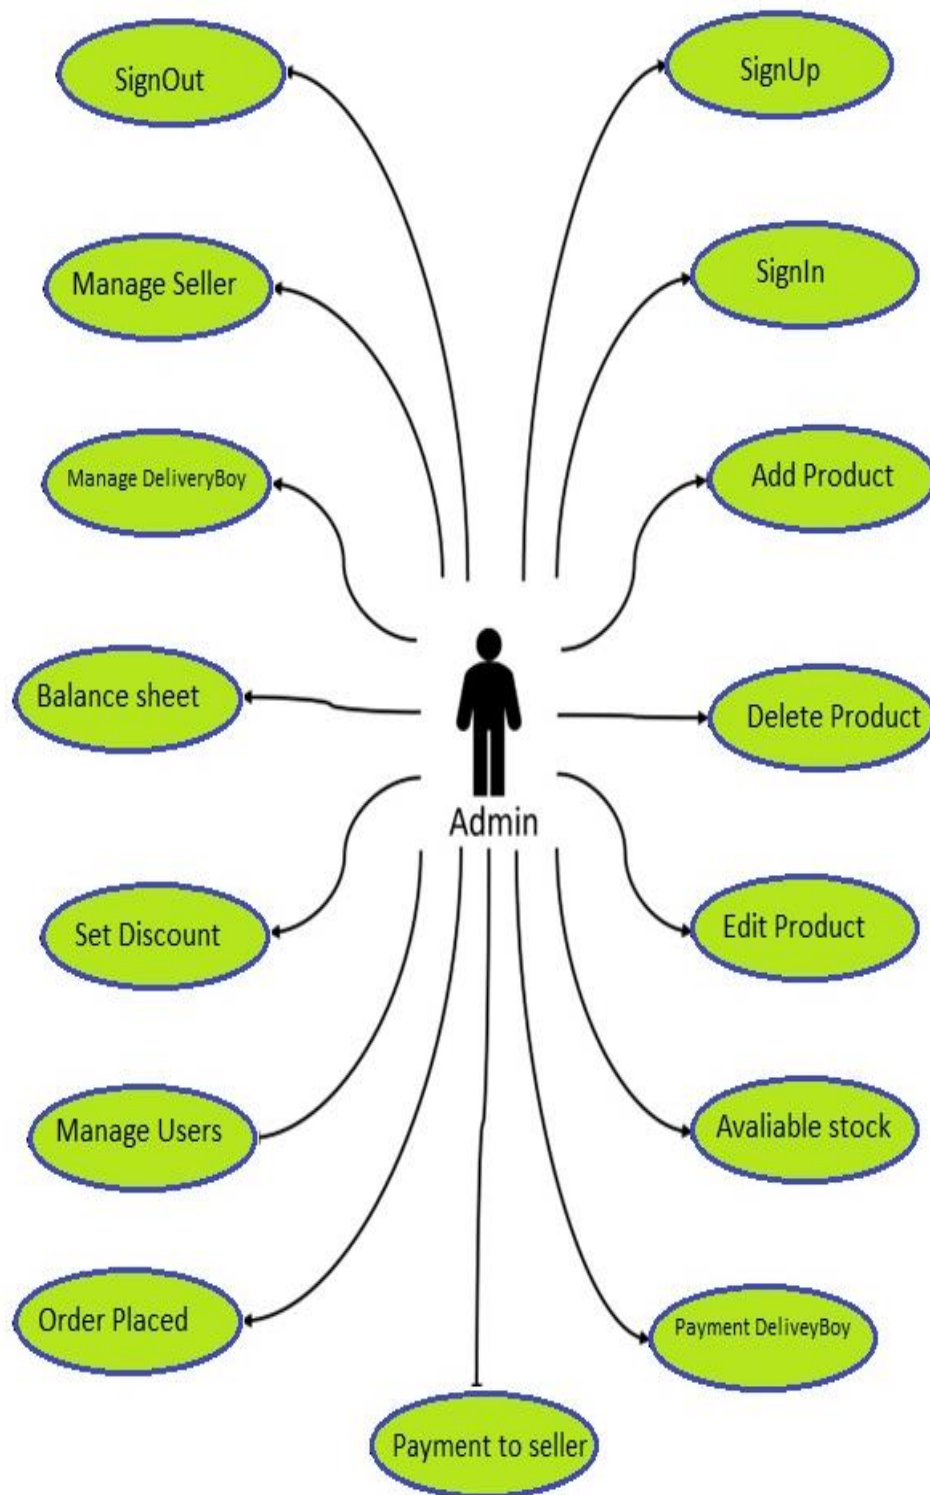 SignOut
SignUp
Manage Seller
SignIn
Manage DeliveryBoy
Add Product
Balance sheet
Delete Product
Admin
Set Discount
Edit Product
Manage Users
Avaliable stock
Order Placed
Payment DeliveyBoy
Payment to seller